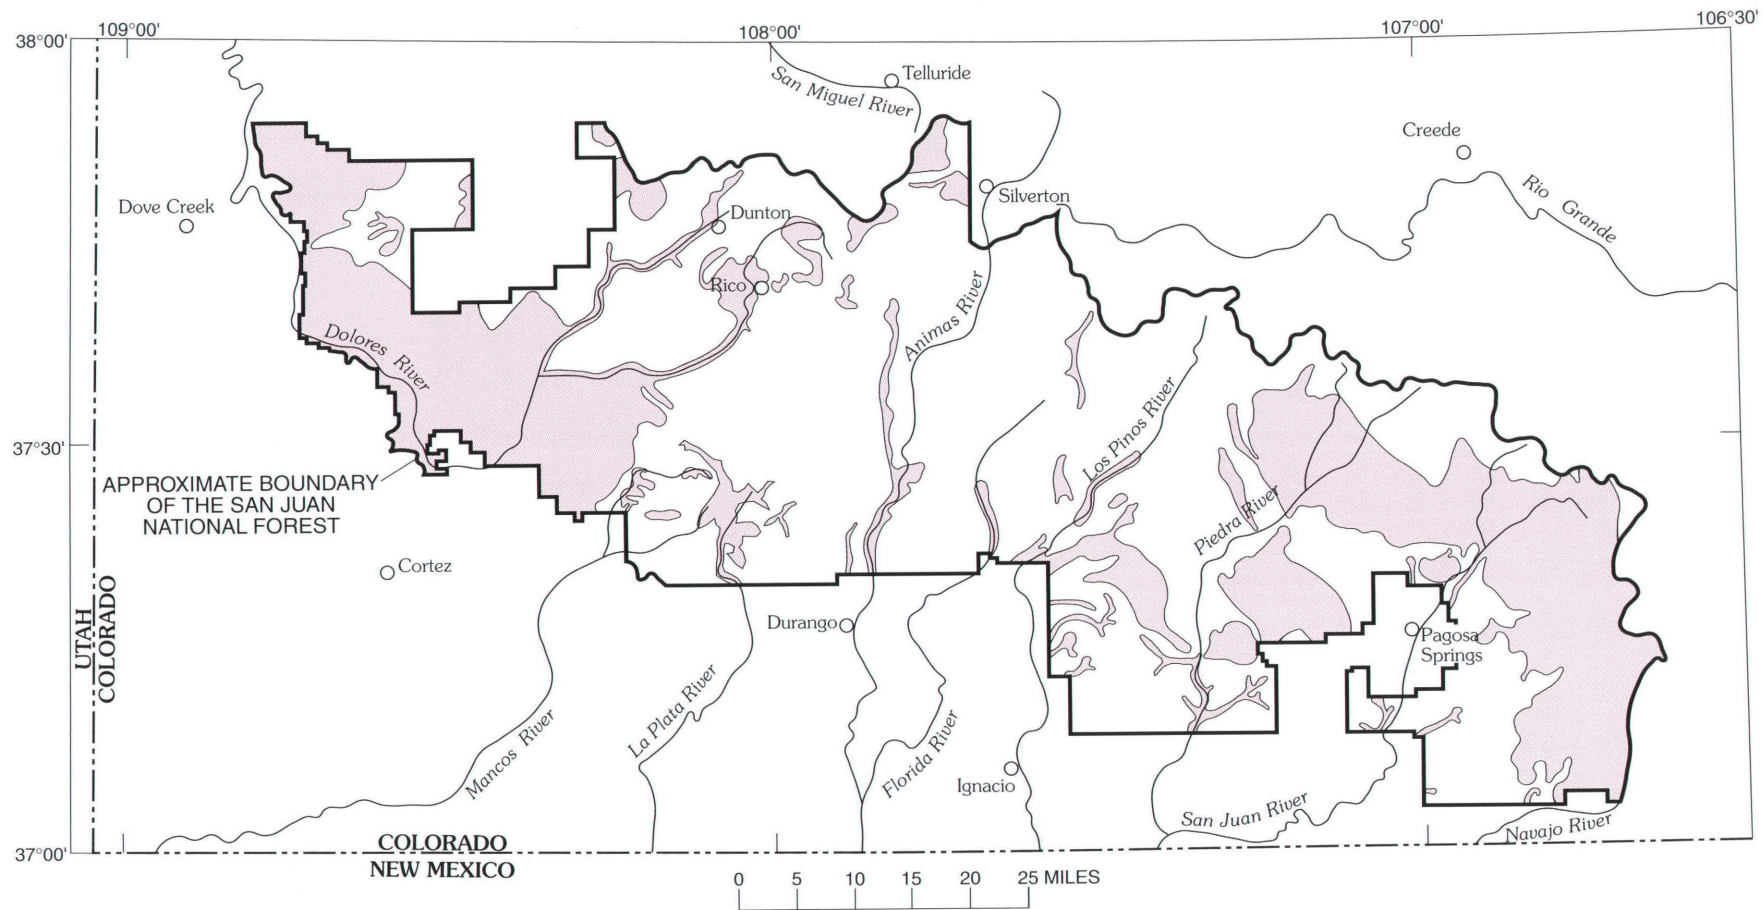 109°00'
108°00'
107°00'
106°30'
38°00'
Telluride
San Miguel River
Creede
Silverton
Rio Grande
Dove Creek
Dunton
Rico
Animas River
Dolores River
Los Pinos River
37°30'
APPROXIMATE BOUNDARY
OF THE SAN JUAN
NATIONAL FOREST
Piedra River
Cortez
UTAH
COLORADO
Durango
Pagosa
Springs
La Plata River
Mancos River
Florida River
Ignacio
San Juan River
Navajo River
37°00'
COLORADO
NEW MEXICO
0 5 10 15 20 25 MILES